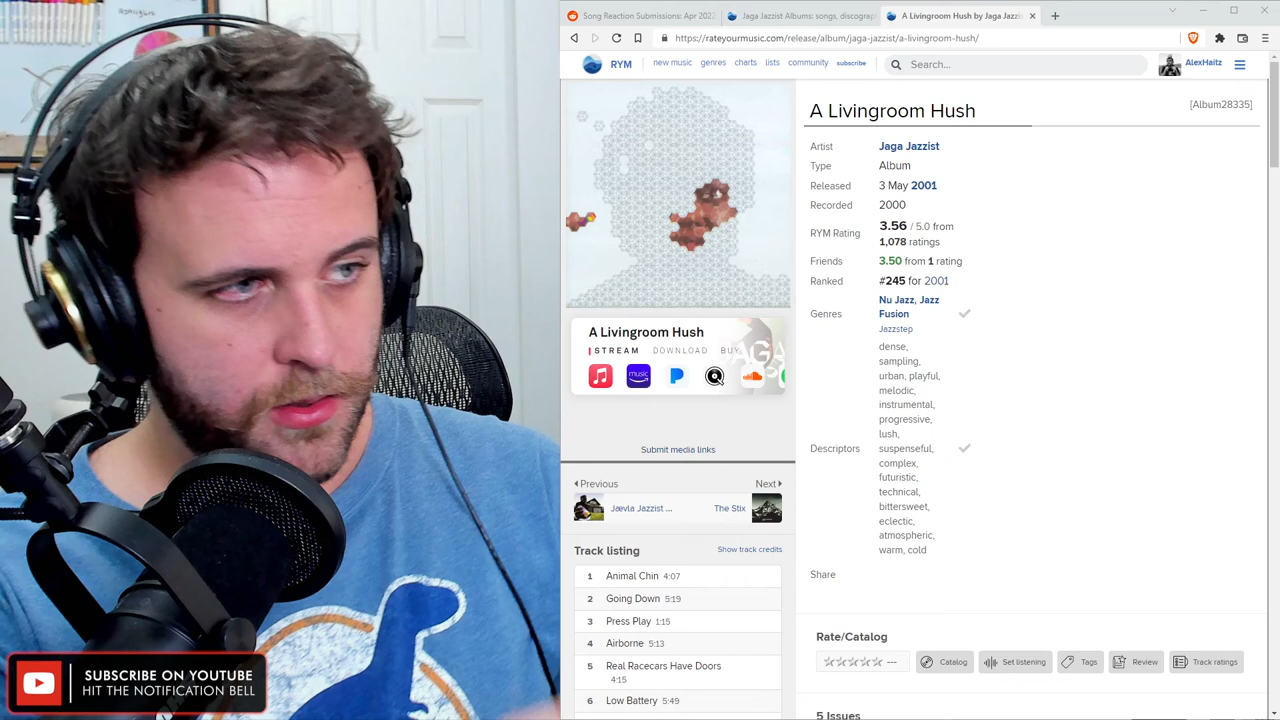 Song Reaction Submissions: Apr 2022
Jaga Jazzist Albums: songs, discograp
A Livingroom Hush by Jaga Jazzi
https://rateyourmusic.com/release/album/jaga-jazzist/a-livingroom-hush/
RYM
new music genres charts lists community subscribe
Search...
AlexHaitz
A Livingroom Hush
[Album28335]
Artist Jaga Jazzist
Type Album
Released 3 May 2001
Recorded 2000
RYM Rating 3.56 / 5.0 from
1,078 ratings
Friends 3.50 from 1 rating
Ranked #245 for 2001
Genres Nu Jazz, Jazz
Fusion
Jazzstep
Descriptors dense,
sampling,
urban, playful,
melodic,
instrumental,
progressive,
lush,
suspenseful,
complex,
futuristic,
technical,
bittersweet,
eclectic,
atmospheric,
warm, cold
Share
Rate/Catalog
--- Catalog Set listening Tags Review Track ratings
5 Issues
A Livingroom Hush
STREAM DOWNLOAD BUY
music
Submit media links
Previous Next
Jævla Jazzist ... The Stix
Track listing Show track credits
1 Animal Chin 4:07
2 Going Down 5:19
3 Press Play 1:15
4 Airborne 5:13
5 Real Racecars Have Doors
4:15
6 Low Battery 5:49
SUBSCRIBE ON YOUTUBE
HIT THE NOTIFICATION BELL